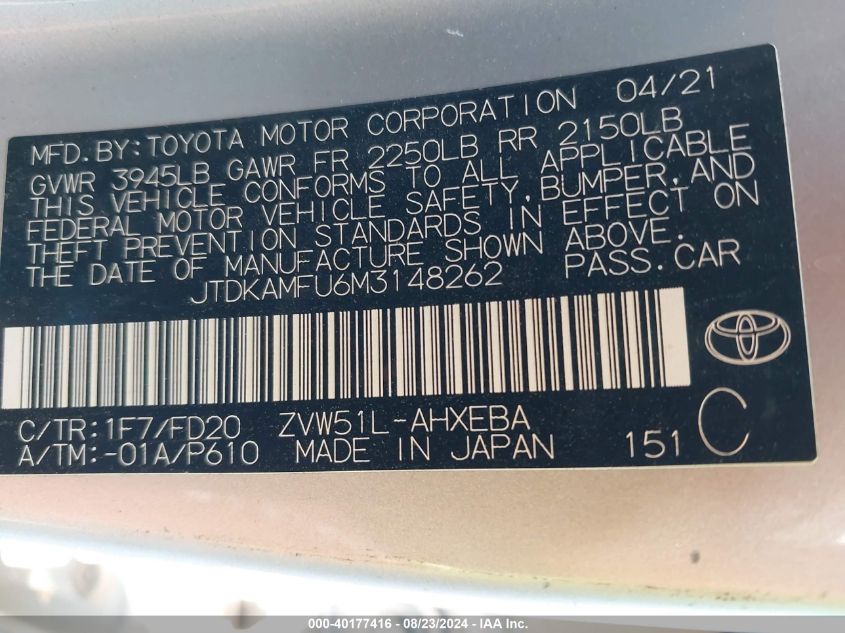 MFD.BY:TOYOTA MOTOR CORPORATION 04/21
GVWR 3945LB GAWR FR 2250LB RR 2150LB
THIS VEHICLE CONFORMS TO ALL APPLICABLE
FEDERAL MOTOR VEHICLE SAFETY,BUMPER,AND
THEFT PREVENTION STANDARDS IN EFFECT ON
THE DATE OF MANUFACTURE SHOWN ABOVE.
JTDKAMFU6M3148262 PASS.CAR
C/TR:1F7/FD20 ZVW51L-AHXEBA
A/TM:-01A/P610 MADE IN JAPAN 151 C
000-40177416 - 08/23/2024 - IAA Inc.